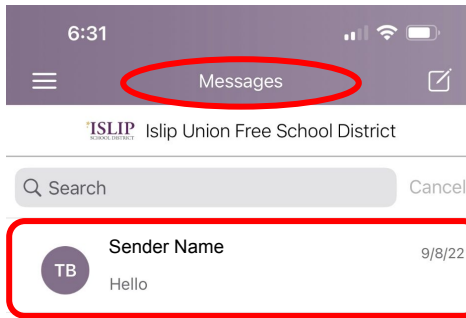 6:31
Messages
ISLIP
SCHOOL DISTRICT
Islip Union Free School District
Search
Cancel
TB
Sender Name
9/8/22
Hello